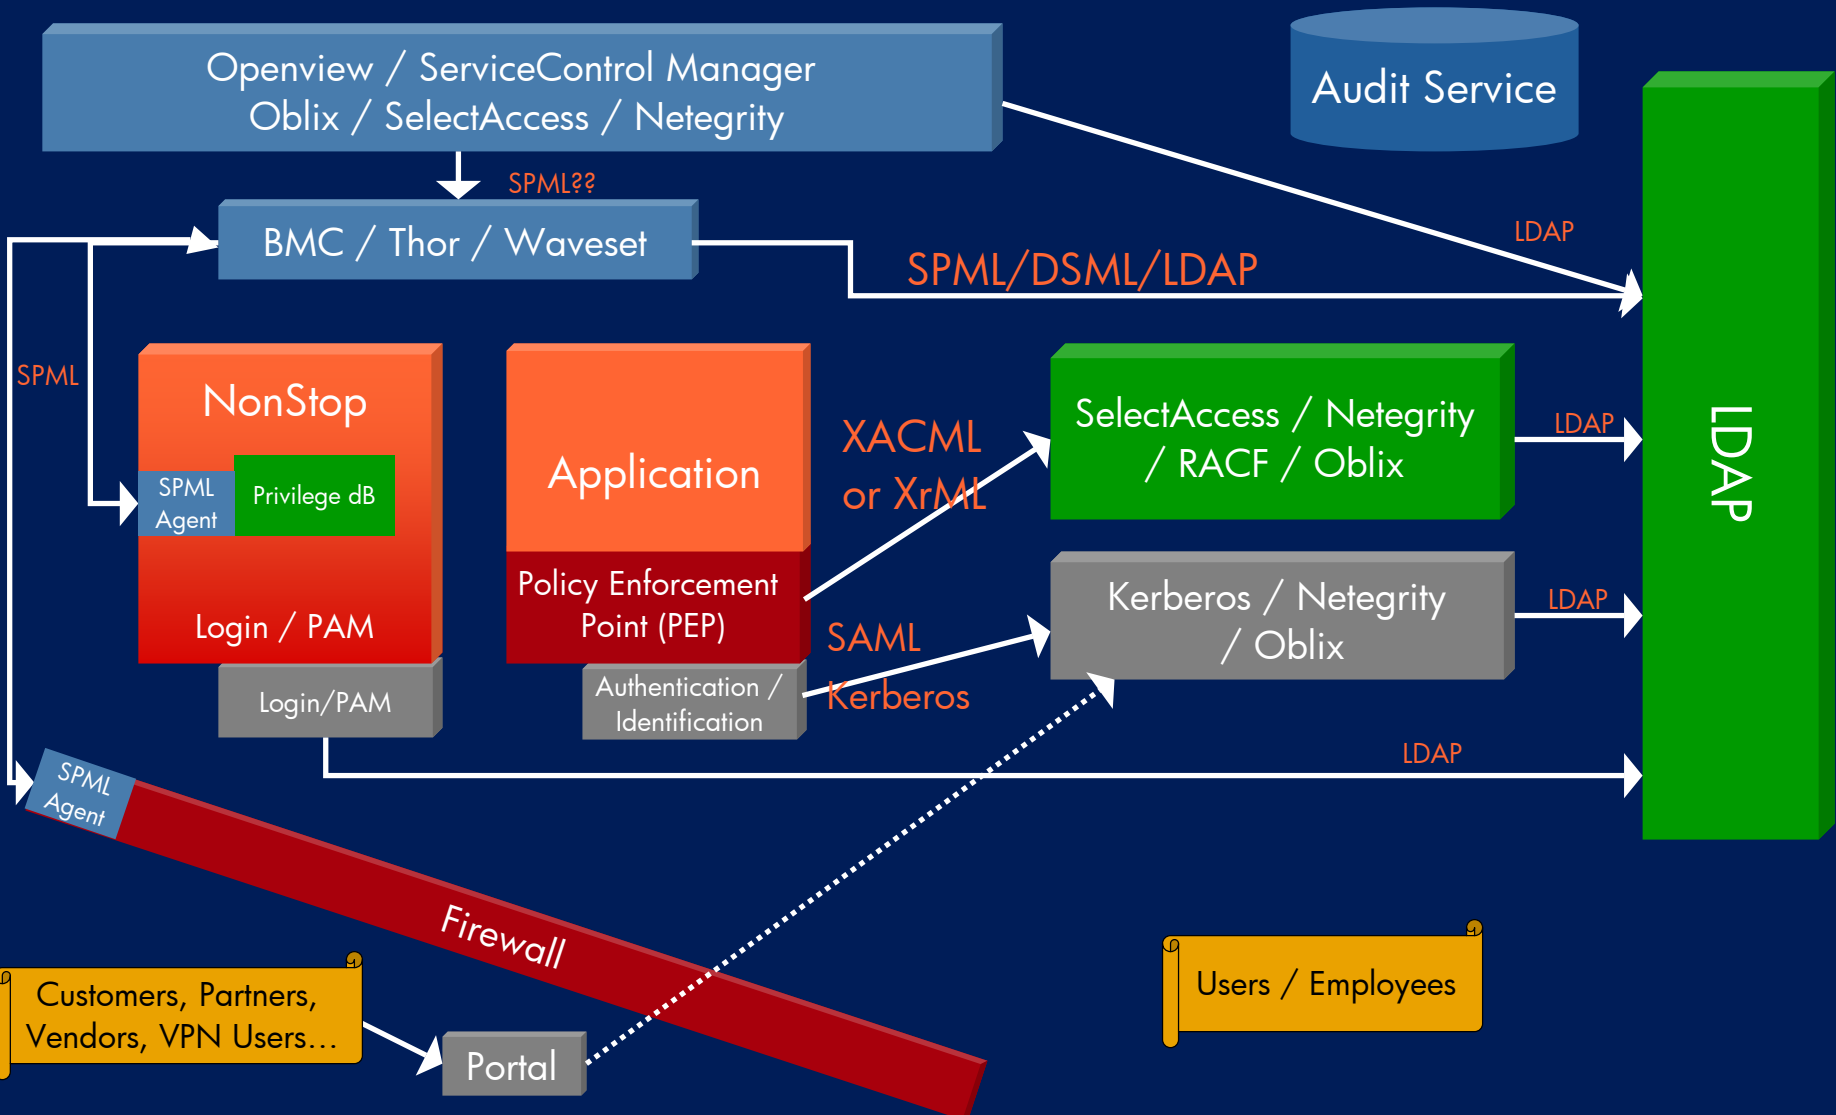 Openview / ServiceControl Manager
Oblix / SelectAccess / Netegrity
Audit Service
SPML??
BMC / Thor / Waveset
LDAP
SPML/DSML/LDAP
SPML
NonStop
SPML
Agent
Privilege dB
Login / PAM
Login/PAM
Application
Policy Enforcement
Point (PEP)
Authentication /
Identification
XACML
or XrML
SAML
Kerberos
SelectAccess / Netegrity
/ RACF / Oblix
LDAP
Kerberos / Netegrity
/ Oblix
LDAP
LDAP
LDAP
SPML
Agent
Firewall
Customers, Partners,
Vendors, VPN Users...
Portal
Users / Employees